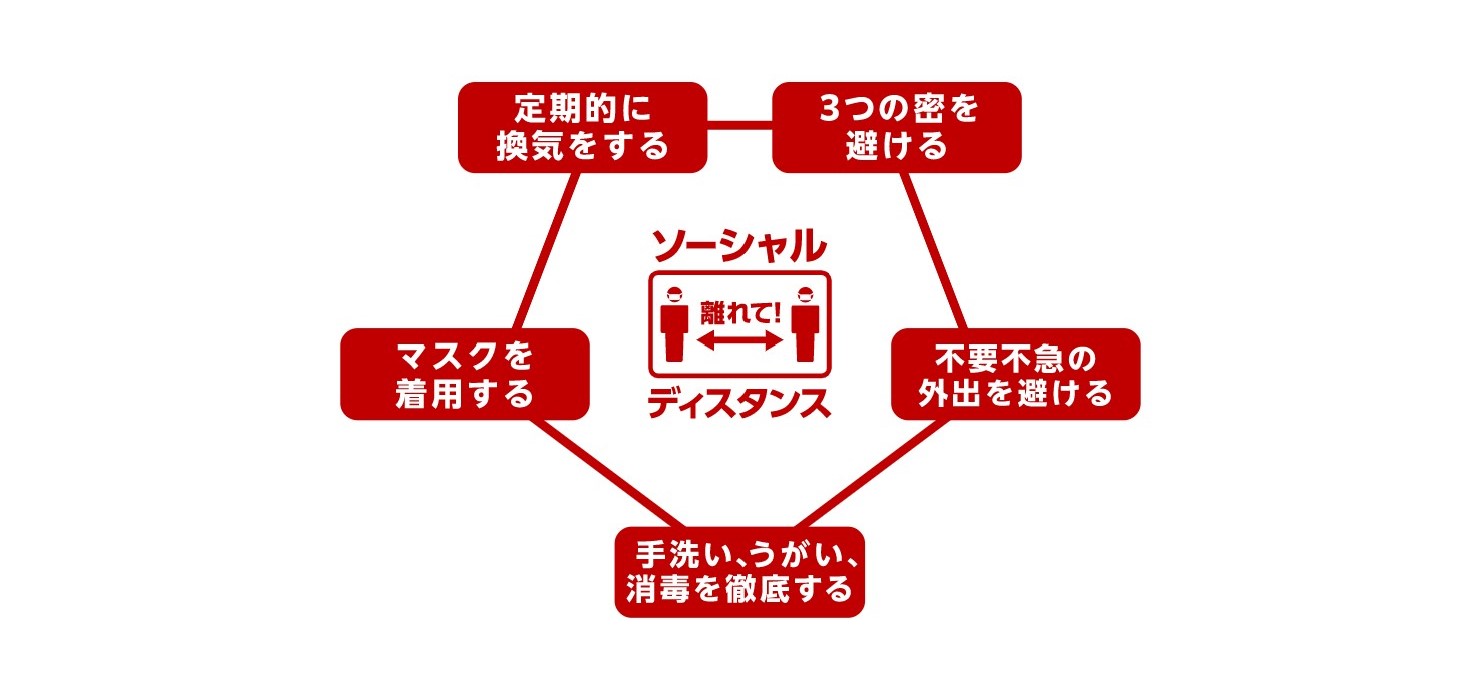 定期的に
換気をする
3つの密を
避ける
ソーシャル
離れて!
ディスタンス
マスクを
着用する
不要不急の
外出を避ける
手洗い、うがい、
消毒を徹底する